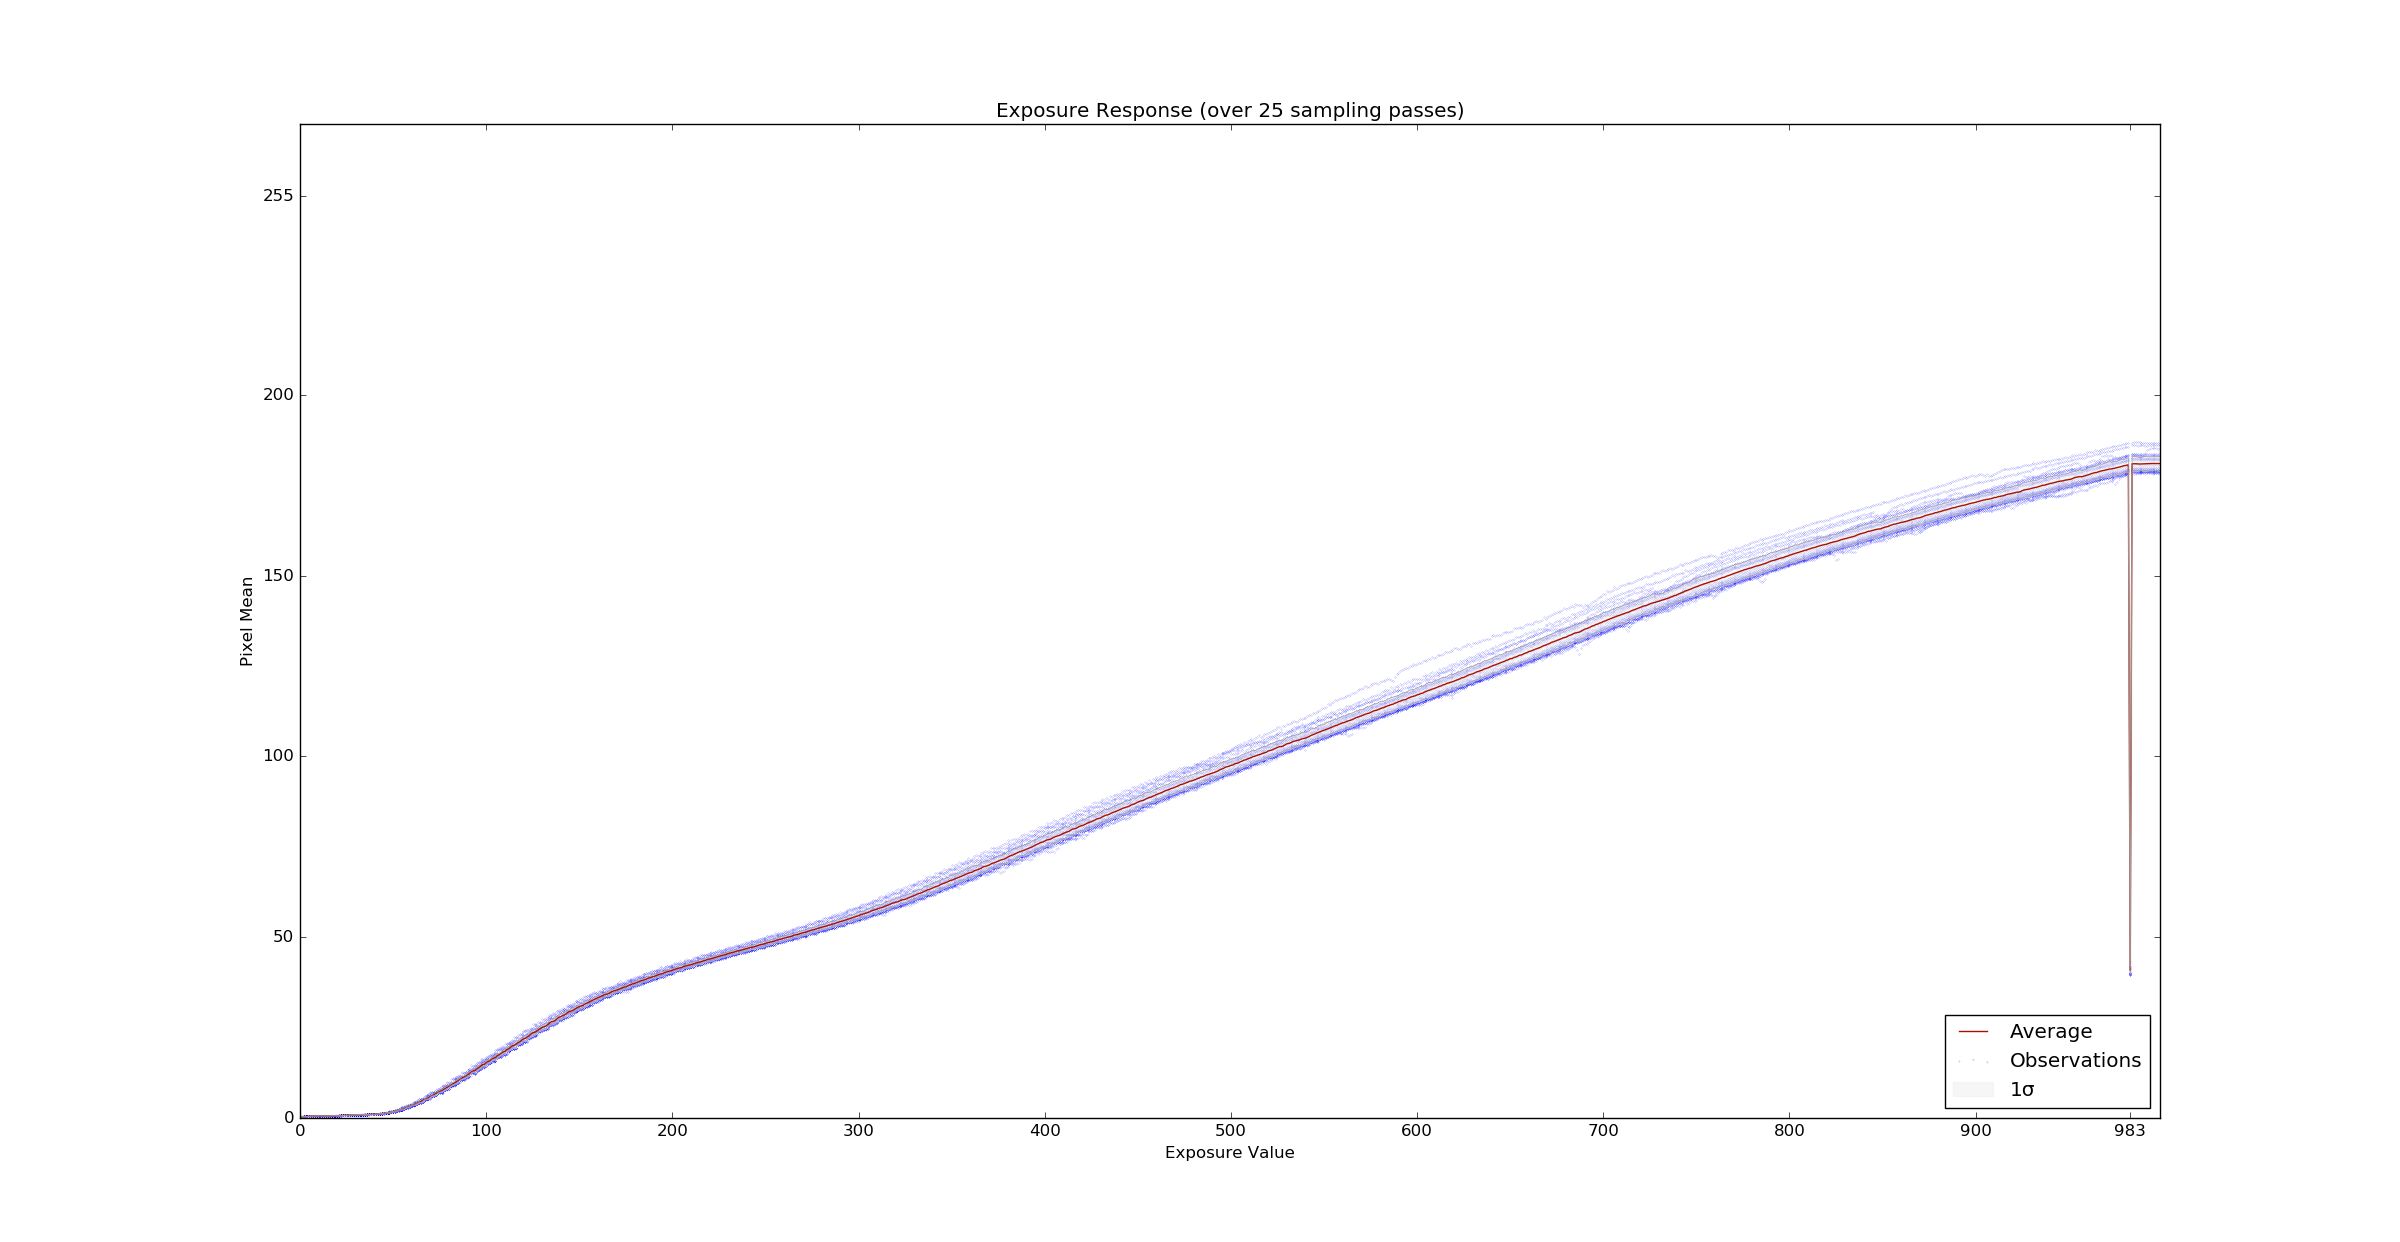 Exposure Response (over 25 sampling passes)
255
200
150
100
50
0
Pixel Mean
0 100 200 300 400 500 600 700 800 900 983
Exposure Value
Average
Observations
1σ